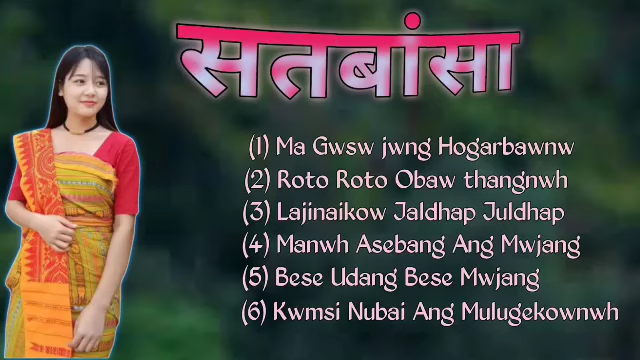 सतबांसा
(1) Ma Gwsw jwng Hogarbawnw
(2) Roto Roto Obaw thangnwh
(3) Lajinaikow Jaldhap Juldhap
(4) Manwh Asebang Ang Mwjang
(5) Bese Udang Bese Mwjang
(6) Kwmsi Nubai Ang Mulugekownwh